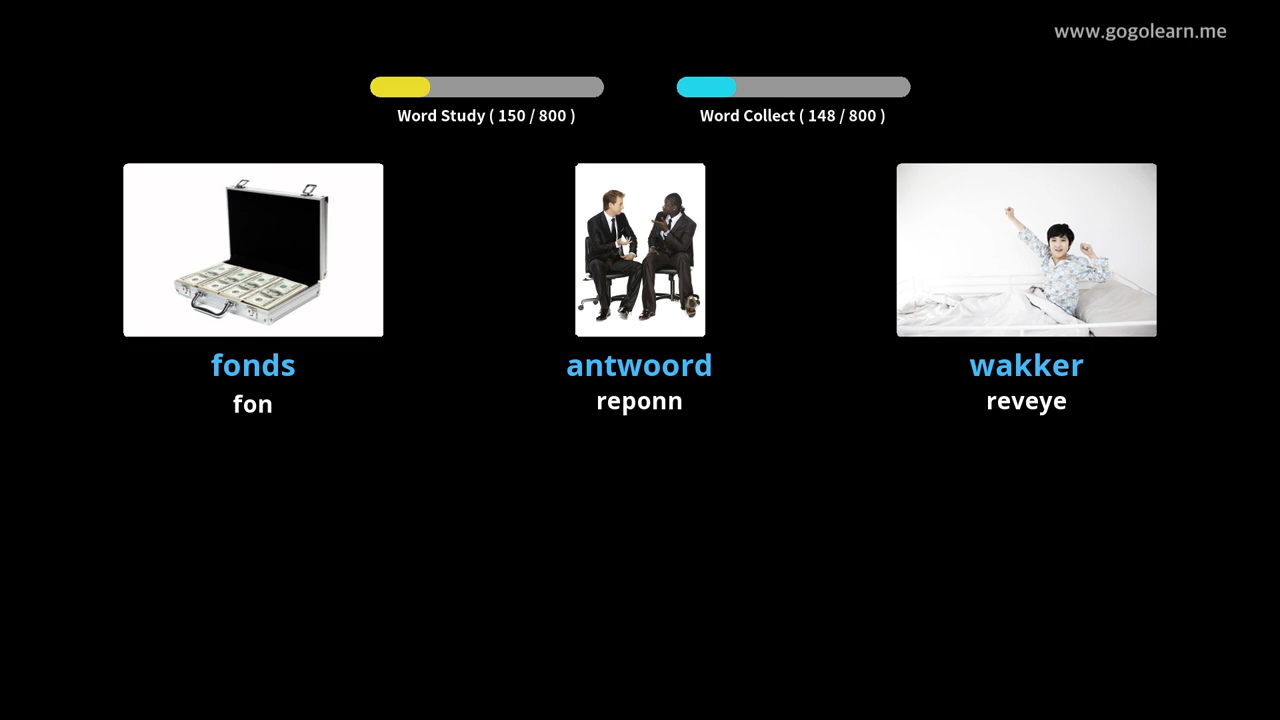 www.gogolearn.me
Word Study ( 150 / 800 )
Word Collect ( 148 / 800 )
fonds
fon
antwoord
reponn
wakker
reveye